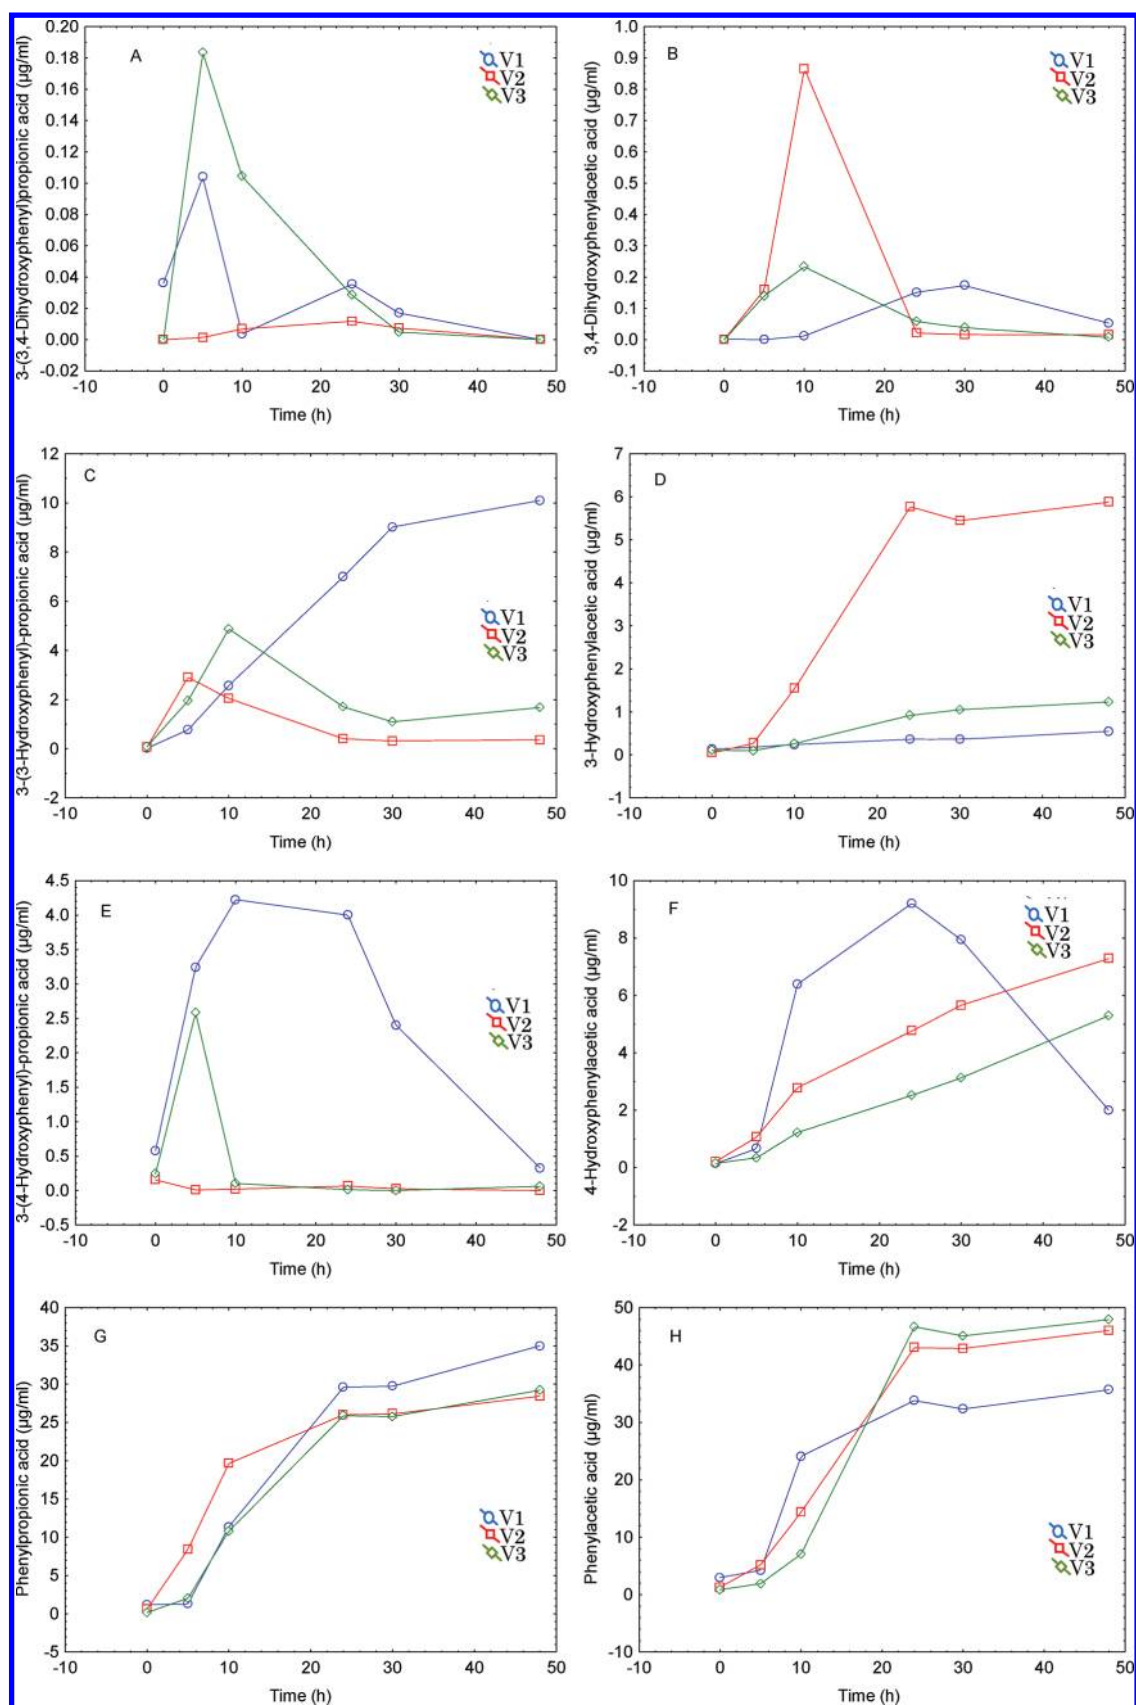 A
V1
V2
V3
3-(3,4-Dihydroxyphenyl)propionic acid (µg/ml)
0.20
0.18
0.16
0.14
0.12
0.10
0.08
0.06
0.04
0.02
0.00
-0.02
-10 0 10 20 30 40 50
Time (h)
B
V1
V2
V3
3,4-Dihydroxyphenylacetic acid (µg/ml)
1.0
0.9
0.8
0.7
0.6
0.5
0.4
0.3
0.2
0.1
0.0
-0.1
-10 0 10 20 30 40 50
Time (h)
C
V1
V2
V3
3-(3-Hydroxyphenyl)-propionic acid (µg/ml)
12
10
8
6
4
2
0
-2
-10 0 10 20 30 40 50
Time (h)
D
V1
V2
V3
3-Hydroxyphenylacetic acid (µg/ml)
7
6
5
4
3
2
1
0
-1
-10 0 10 20 30 40 50
Time (h)
E
V1
V2
V3
3-(4-Hydroxyphenyl)-propionic acid (µg/ml)
4.5
4.0
3.5
3.0
2.5
2.0
1.5
1.0
0.5
0.0
-0.5
-10 0 10 20 30 40 50
Time (h)
F
V1
V2
V3
4-Hydroxyphenylacetic acid (µg/ml)
10
8
6
4
2
0
-2
-10 0 10 20 30 40 50
Time (h)
G
V1
V2
V3
Phenylpropionic acid (µg/ml)
40
35
30
25
20
15
10
5
0
-5
-10 0 10 20 30 40 50
Time (h)
H
V1
V2
V3
Phenylacetic acid (µg/ml)
50
40
30
20
10
0
-10
-10 0 10 20 30 40 50
Time (h)